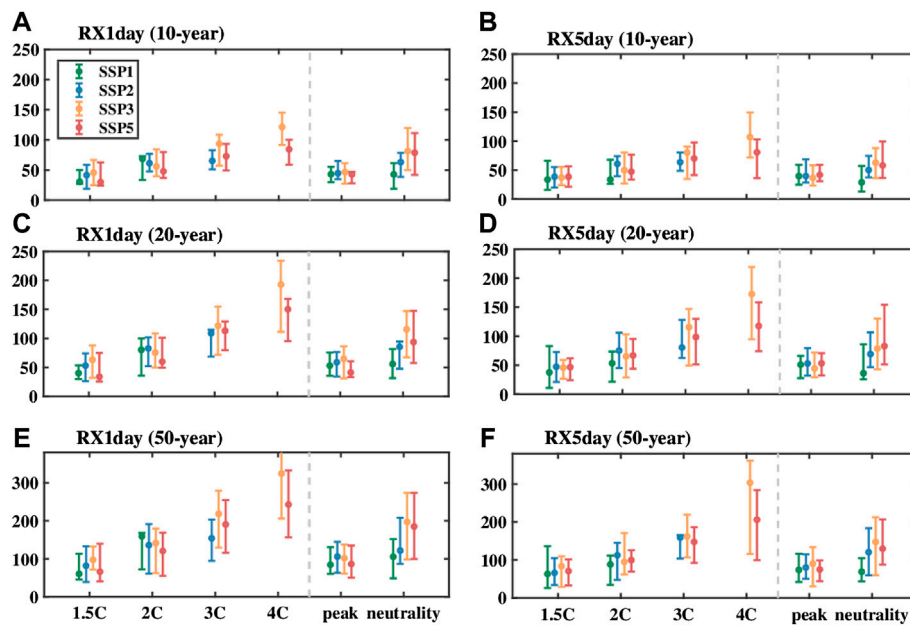 A
RX1day (10-year)
250
200
150
100
50
0
SSP1
SSP2
SSP3
SSP5
B
RX5day (10-year)
250
200
150
100
50
0
C
RX1day (20-year)
250
200
150
100
50
0
D
RX5day (20-year)
250
200
150
100
50
0
E
RX1day (50-year)
300
200
100
0
1.5C 2C 3C 4C peak neutrality
F
RX5day (50-year)
300
200
100
0
1.5C 2C 3C 4C peak neutrality